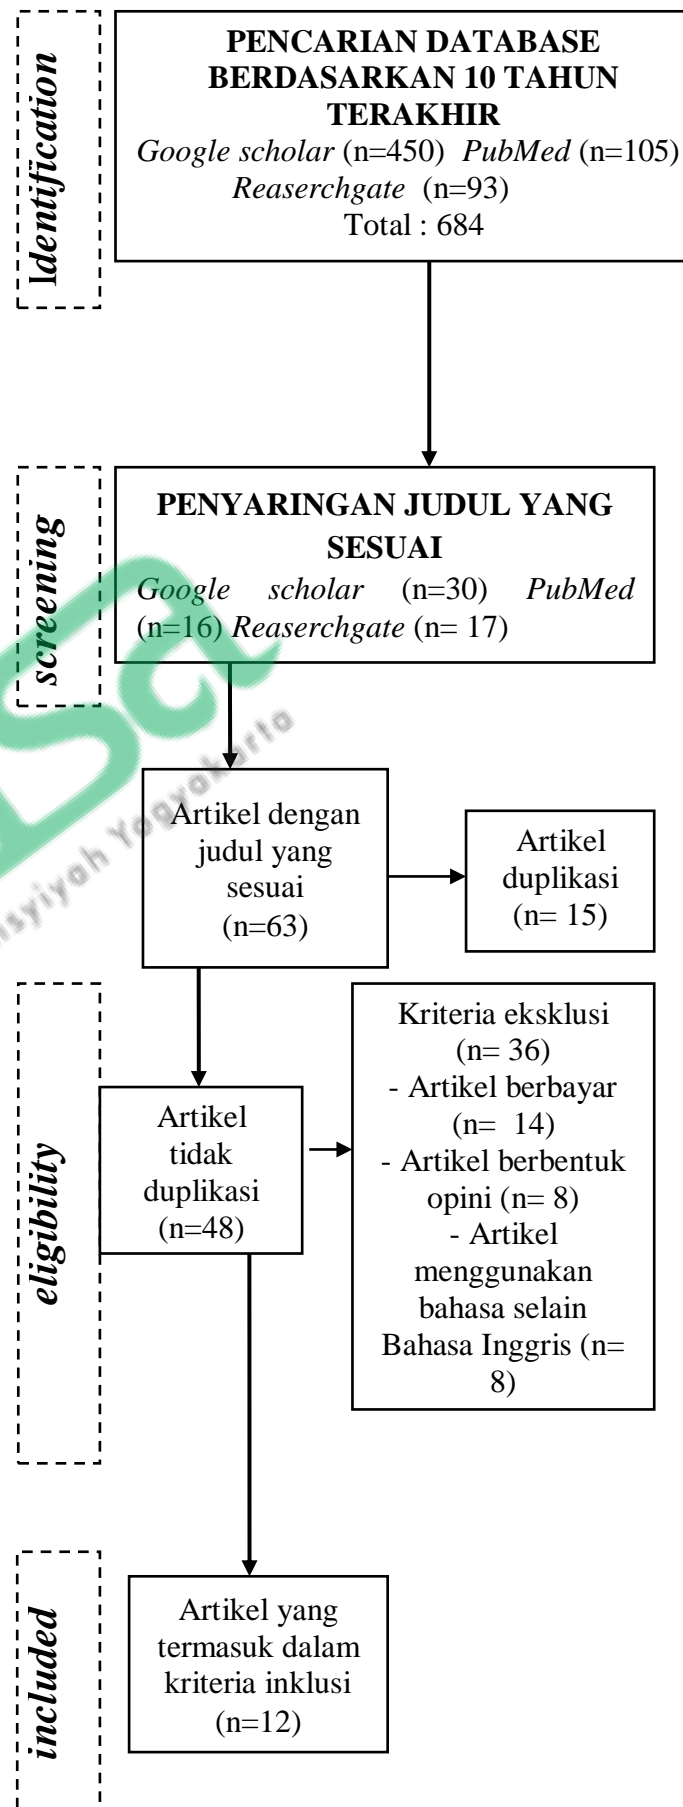 Identification
PENCARIAN DATABASE
BERDASARKAN 10 TAHUN
TERAKHIR
Google scholar (n=450) PubMed (n=105)
Reaserchgate (n=93)
Total : 684
screening
PENYARINGAN JUDUL YANG
SESUAI
Google scholar (n=30) PubMed
(n=16) Reaserchgate (n= 17)
Artikel dengan
judul yang
sesuai
(n=63)
Artikel
duplikasi
(n= 15)
eligibility
Artikel
tidak
duplikasi
(n=48)
Kriteria eksklusi
(n= 36)
- Artikel berbayar
(n= 14)
- Artikel berbentuk
opini (n= 8)
- Artikel
menggunakan
bahasa selain
Bahasa Inggris (n=
8)
included
Artikel yang
termasuk dalam
kriteria inklusi
(n=12)
isa
isyiyah Yogyakarta